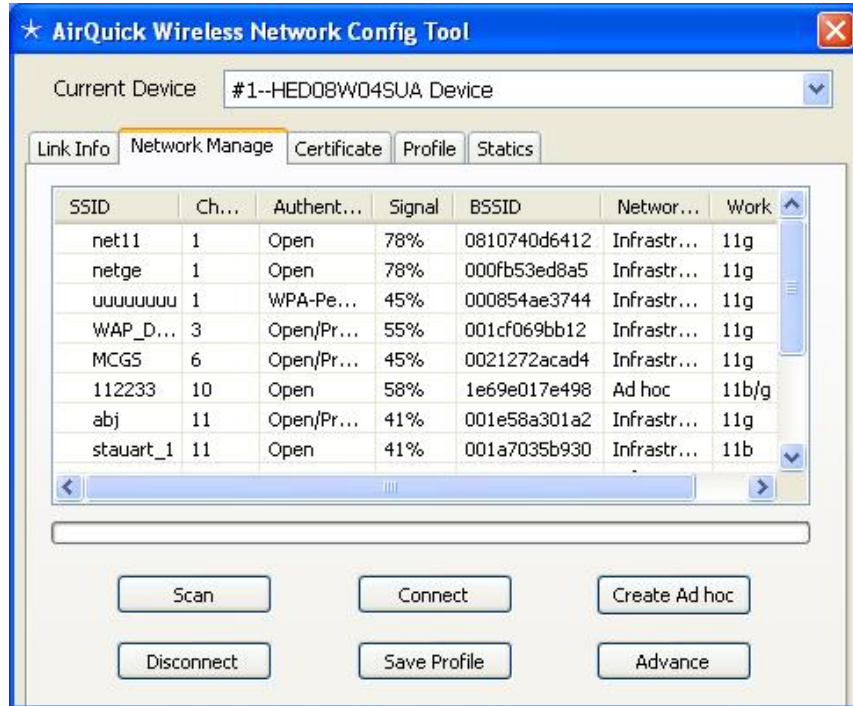 AirQuick Wireless Network Config Tool
Current Device #1--HED08W04SUA Device
Link Info Network Manage Certificate Profile Statics
SSID Ch... Authent... Signal BSSID Networ... Work
net11 1 Open 78% 0810740d6412 Infrastr... 11g
netge 1 Open 78% 000fb53ed8a5 Infrastr... 11g
uuuuuuuu 1 WPA-Pe... 45% 000854ae3744 Infrastr... 11g
WAP_D... 3 Open/Pr... 55% 001cf069bb12 Infrastr... 11g
MCGS 6 Open/Pr... 45% 0021272acad4 Infrastr... 11g
112233 10 Open 58% 1e69e017e498 Ad hoc 11b/g
abj 11 Open/Pr... 41% 001e58a301a2 Infrastr... 11g
stauart_1 11 Open 41% 001a7035b930 Infrastr... 11b
Scan Connect Create Ad hoc
Disconnect Save Profile Advance